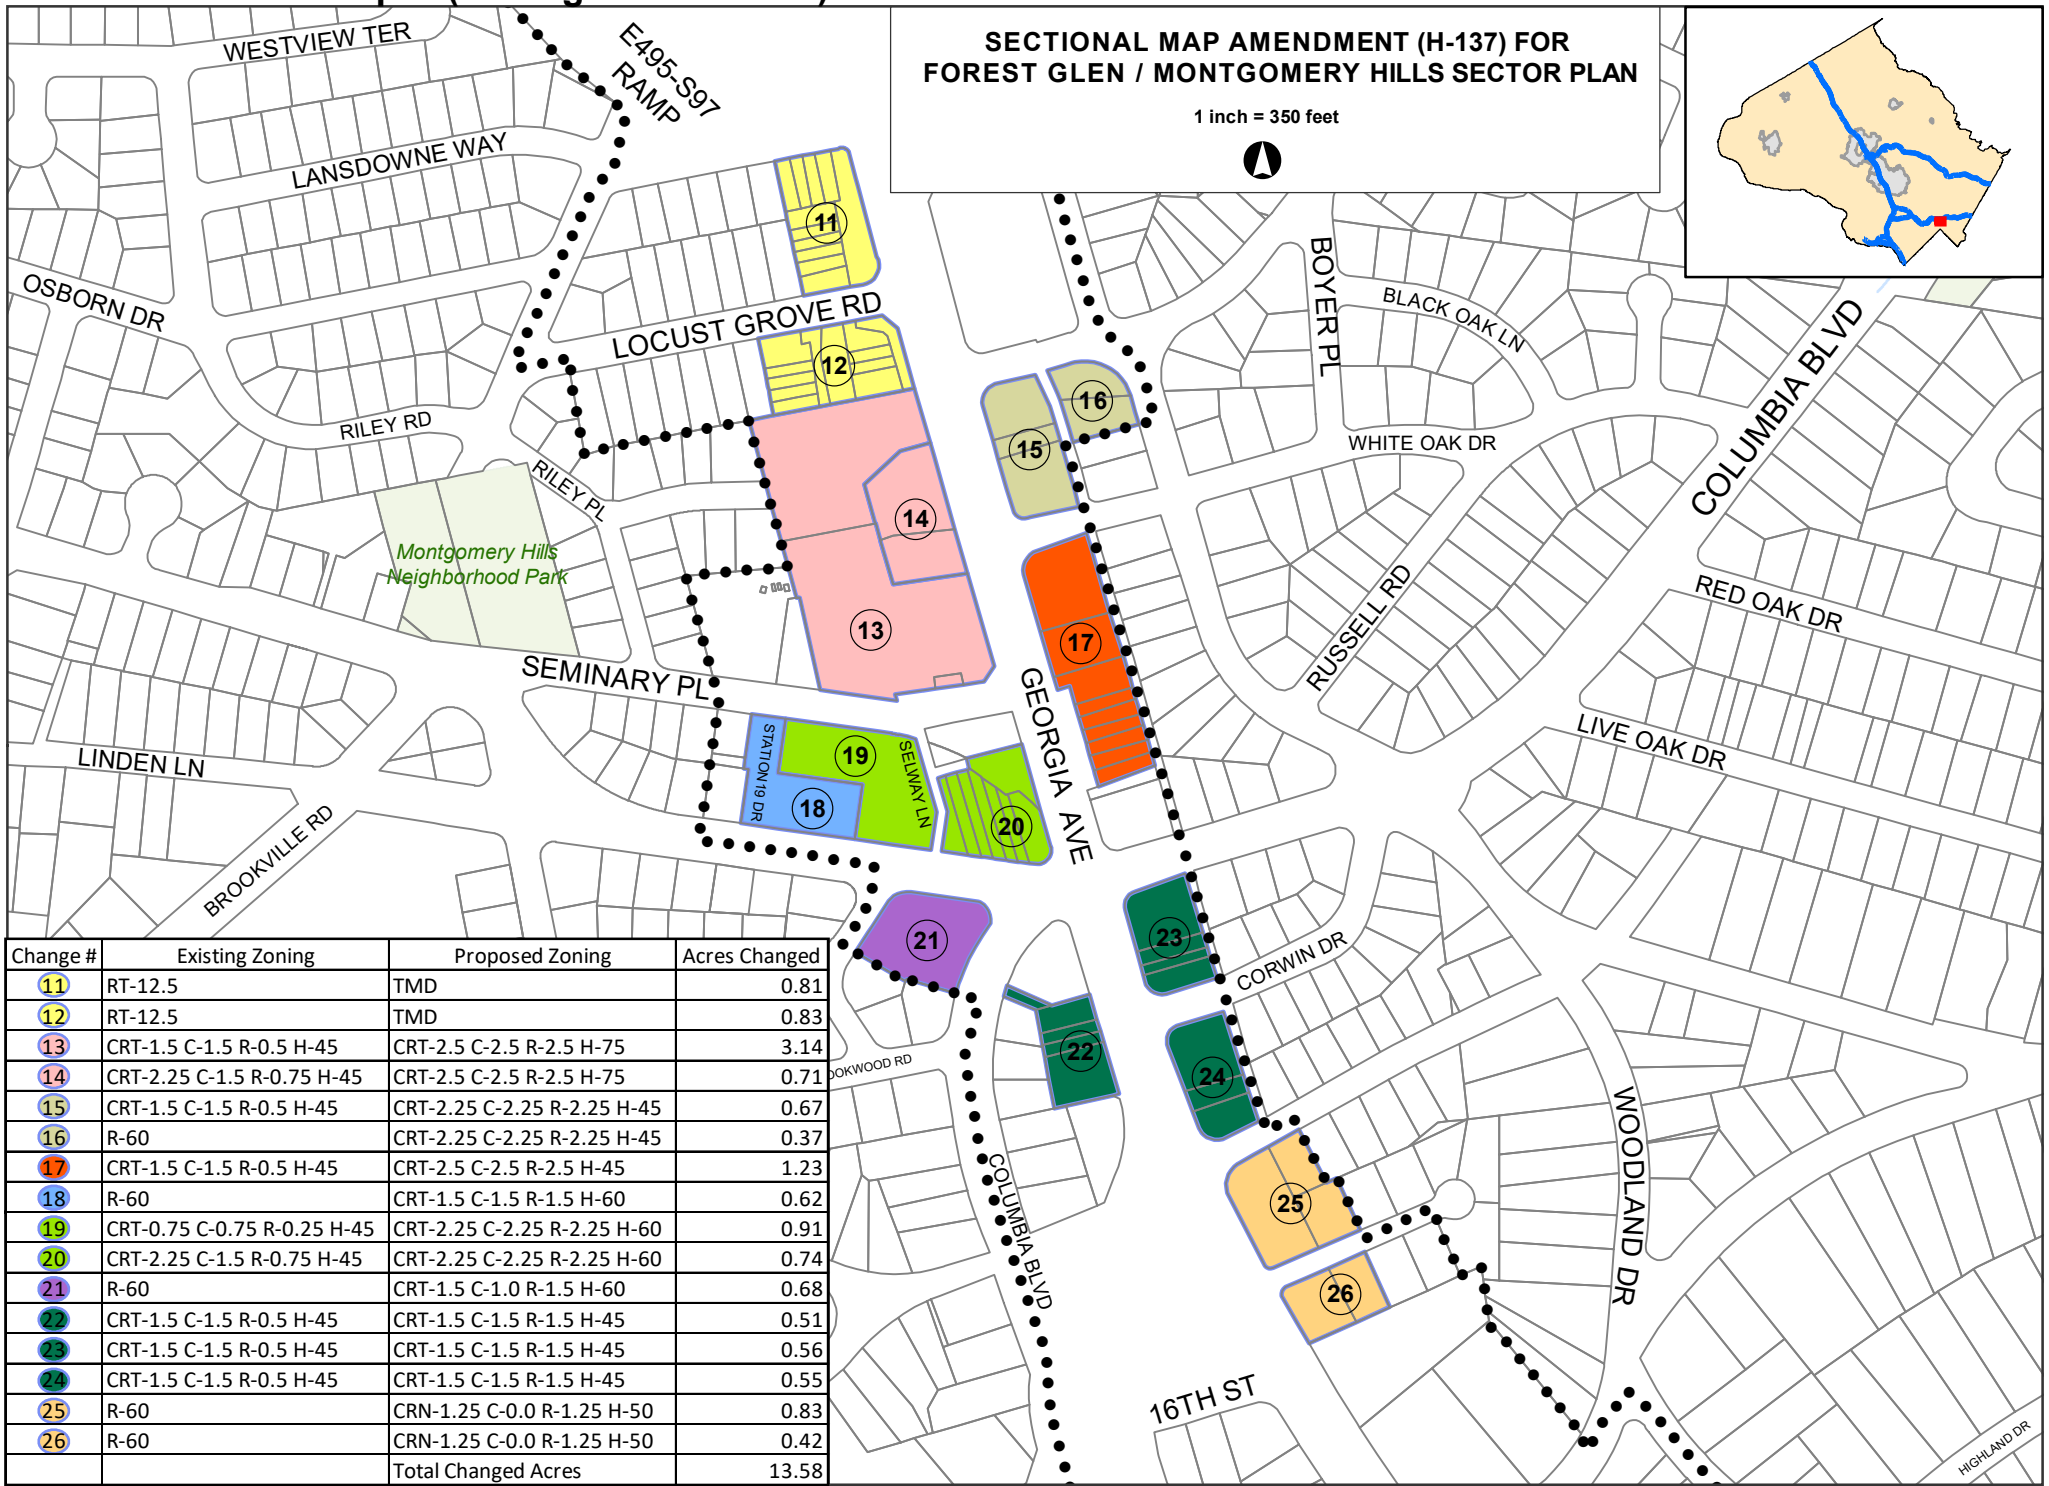 SECTIONAL MAP AMENDMENT (H-137) FOR
FOREST GLEN / MONTGOMERY HILLS SECTOR PLAN
1 inch = 350 feet
WESTVIEW TER
E495-S97
RAMP
LANSDOWNE WAY
OSBORN DR
LOCUST GROVE RD
RILEY RD
RILEY PL
Montgomery Hills
Neighborhood Park
SEMINARY PL
LINDEN LN
BROOKVILLE RD
STATION 19 DR
SELWAY LN
GEORGIA AVE
BOYER PL
BLACK OAK LN
WHITE OAK DR
COLUMBIA BLVD
RUSSELL RD
RED OAK DR
LIVE OAK DR
CORWIN DR
WOODLAND DR
OOKWOOD RD
COLUMBIA BLVD
16TH ST
HIGHLAND DR
11
12
13
14
15
16
17
18
19
20
21
22
23
24
25
26
Change # Existing Zoning Proposed Zoning Acres Changed
11 RT-12.5 TMD 0.81
12 RT-12.5 TMD 0.83
13 CRT-1.5 C-1.5 R-0.5 H-45 CRT-2.5 C-2.5 R-2.5 H-75 3.14
14 CRT-2.25 C-1.5 R-0.75 H-45 CRT-2.5 C-2.5 R-2.5 H-75 0.71
15 CRT-1.5 C-1.5 R-0.5 H-45 CRT-2.25 C-2.25 R-2.25 H-45 0.67
16 R-60 CRT-2.25 C-2.25 R-2.25 H-45 0.37
17 CRT-1.5 C-1.5 R-0.5 H-45 CRT-2.5 C-2.5 R-2.5 H-45 1.23
18 R-60 CRT-1.5 C-1.5 R-1.5 H-60 0.62
19 CRT-0.75 C-0.75 R-0.25 H-45 CRT-2.25 C-2.25 R-2.25 H-60 0.91
20 CRT-2.25 C-1.5 R-0.75 H-45 CRT-2.25 C-2.25 R-2.25 H-60 0.74
21 R-60 CRT-1.5 C-1.0 R-1.5 H-60 0.68
22 CRT-1.5 C-1.5 R-0.5 H-45 CRT-1.5 C-1.5 R-1.5 H-45 0.51
23 CRT-1.5 C-1.5 R-0.5 H-45 CRT-1.5 C-1.5 R-1.5 H-45 0.56
24 CRT-1.5 C-1.5 R-0.5 H-45 CRT-1.5 C-1.5 R-1.5 H-45 0.55
25 R-60 CRN-1.25 C-0.0 R-1.25 H-50 0.83
26 R-60 CRN-1.25 C-0.0 R-1.25 H-50 0.42
Total Changed Acres 13.58